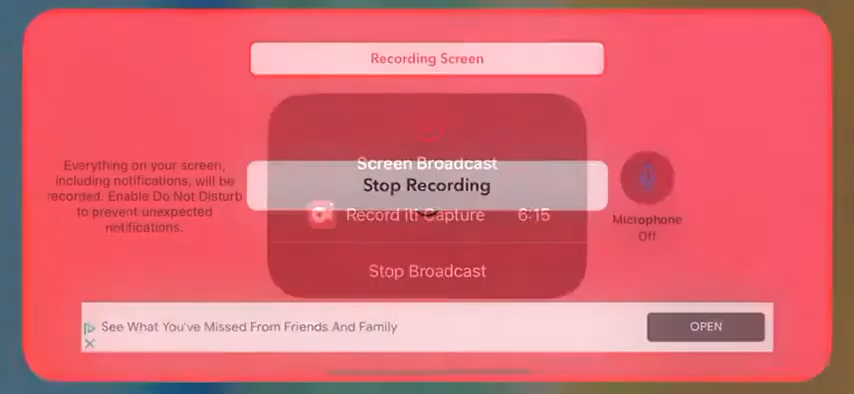 Recording Screen
Everything on your screen,
including notifications, will be
recorded. Enable Do Not Disturb
to prevent unexpected
notifications.
Screen Broadcast
Stop Recording
Record it! Capture 6:15
Stop Broadcast
Microphone
Off
See What You've Missed From Friends And Family
OPEN